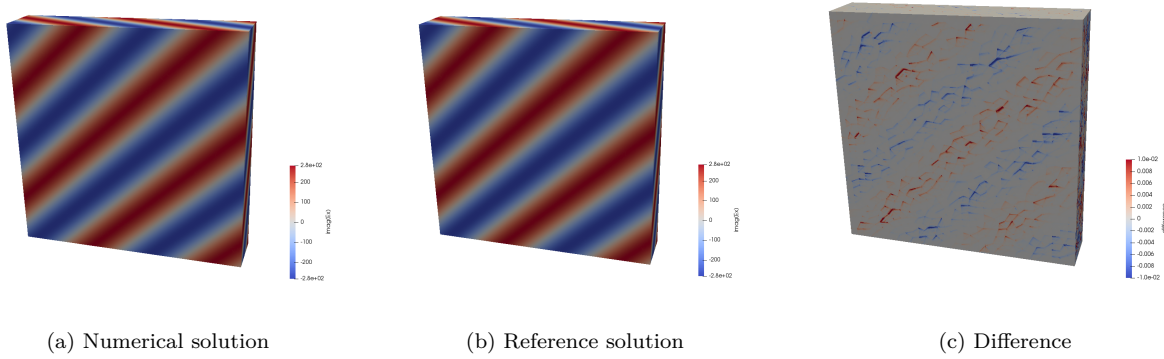 2.8e+02
200
100
0
-100
-200
-2.8e+02
imag(Ex)
2.8e+02
200
100
0
-100
-200
-2.8e+02
imag(Ex)
1.0e-02
0.008
0.006
0.004
0.002
0
-0.002
-0.004
-0.006
-0.008
-1.0e-02
(a) Numerical solution
(b) Reference solution
(c) Difference